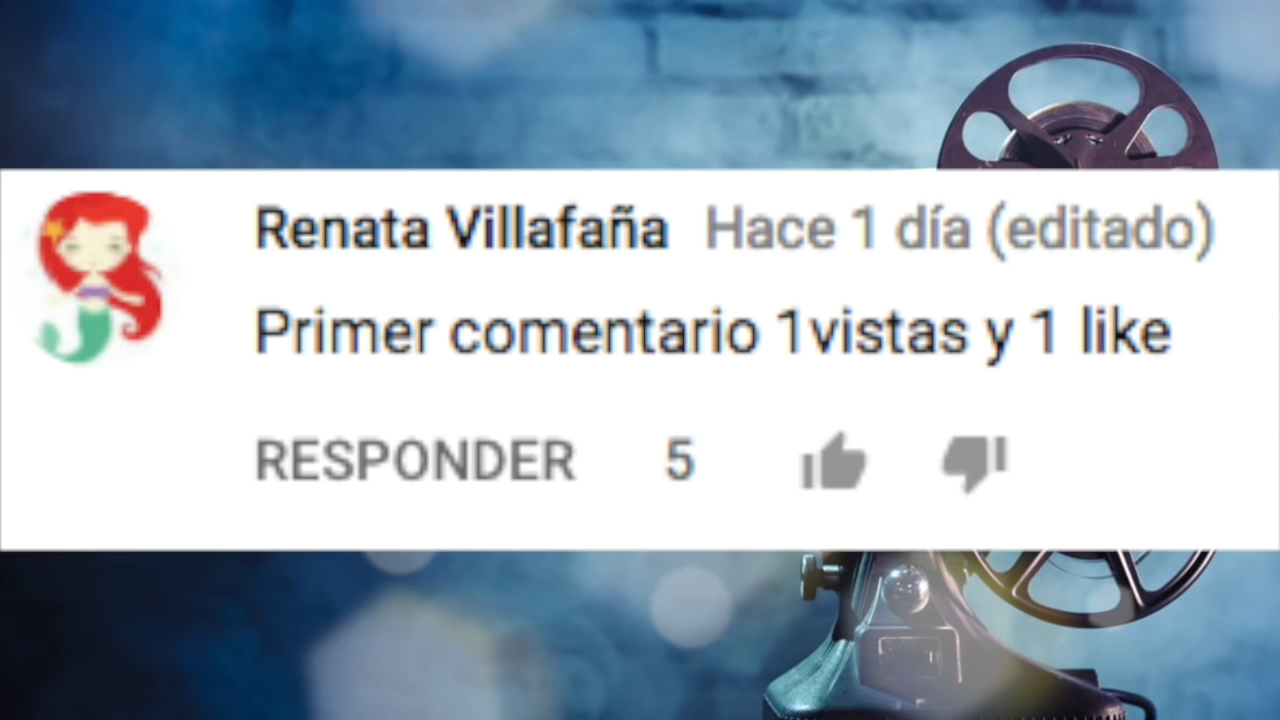 Renata Villafaña Hace 1 día (editado)
Primer comentario 1vistas y 1 like
RESPONDER 5